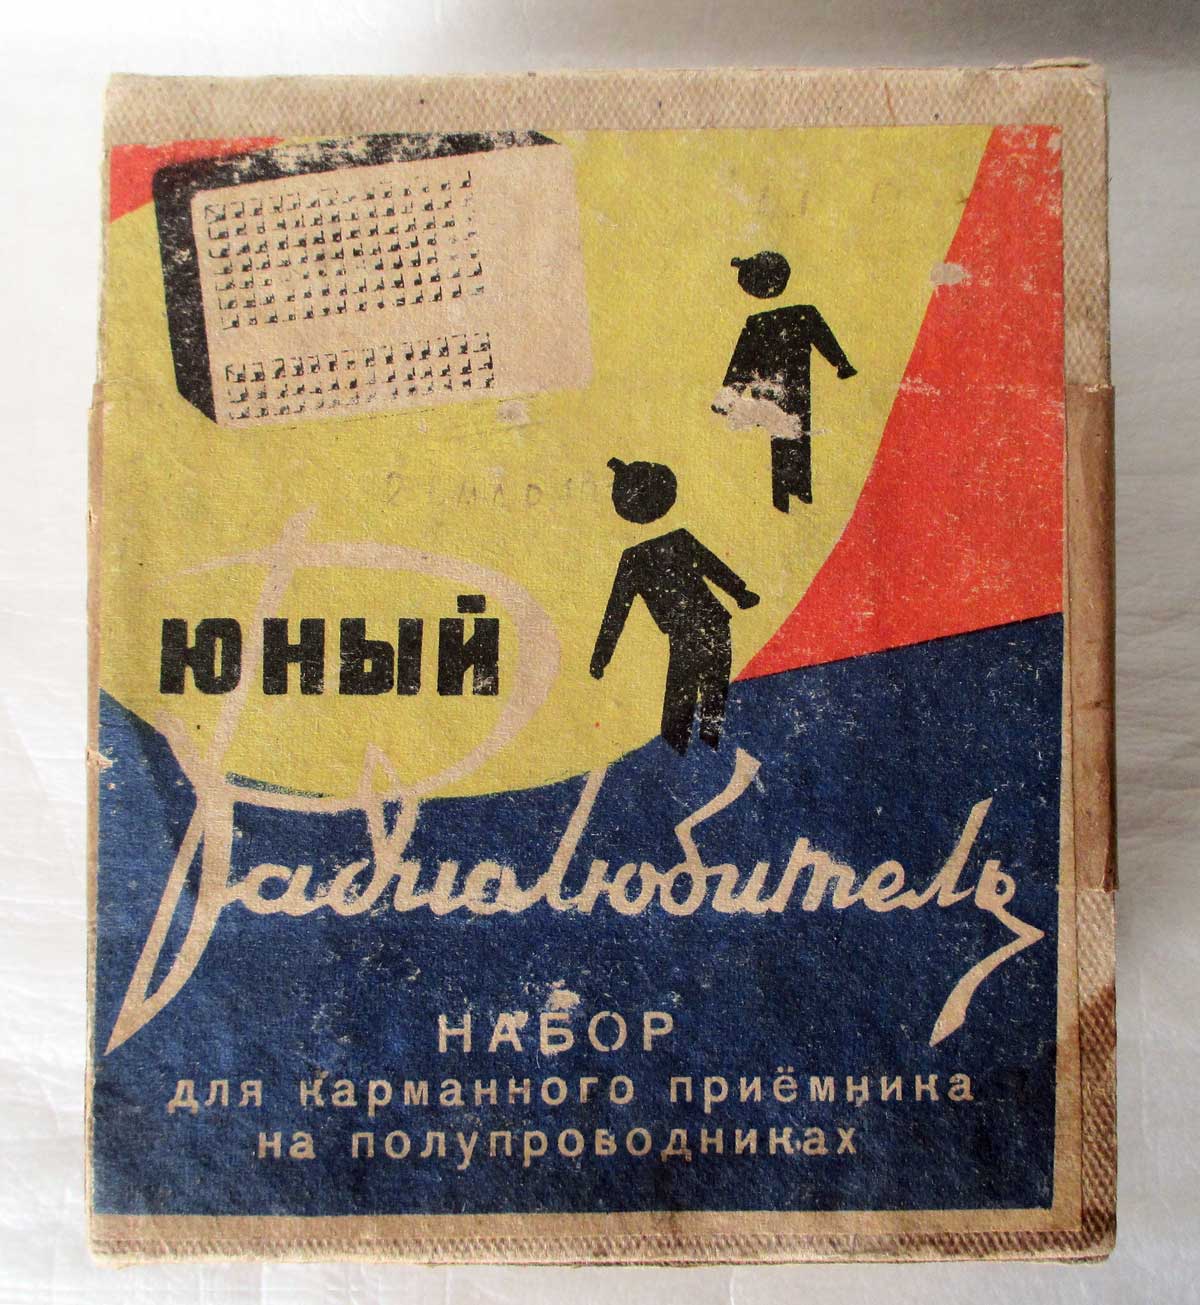 ЮНЫЙ
Радиолюбитель
НАБОР
для карманного приёмника
на полупроводниках